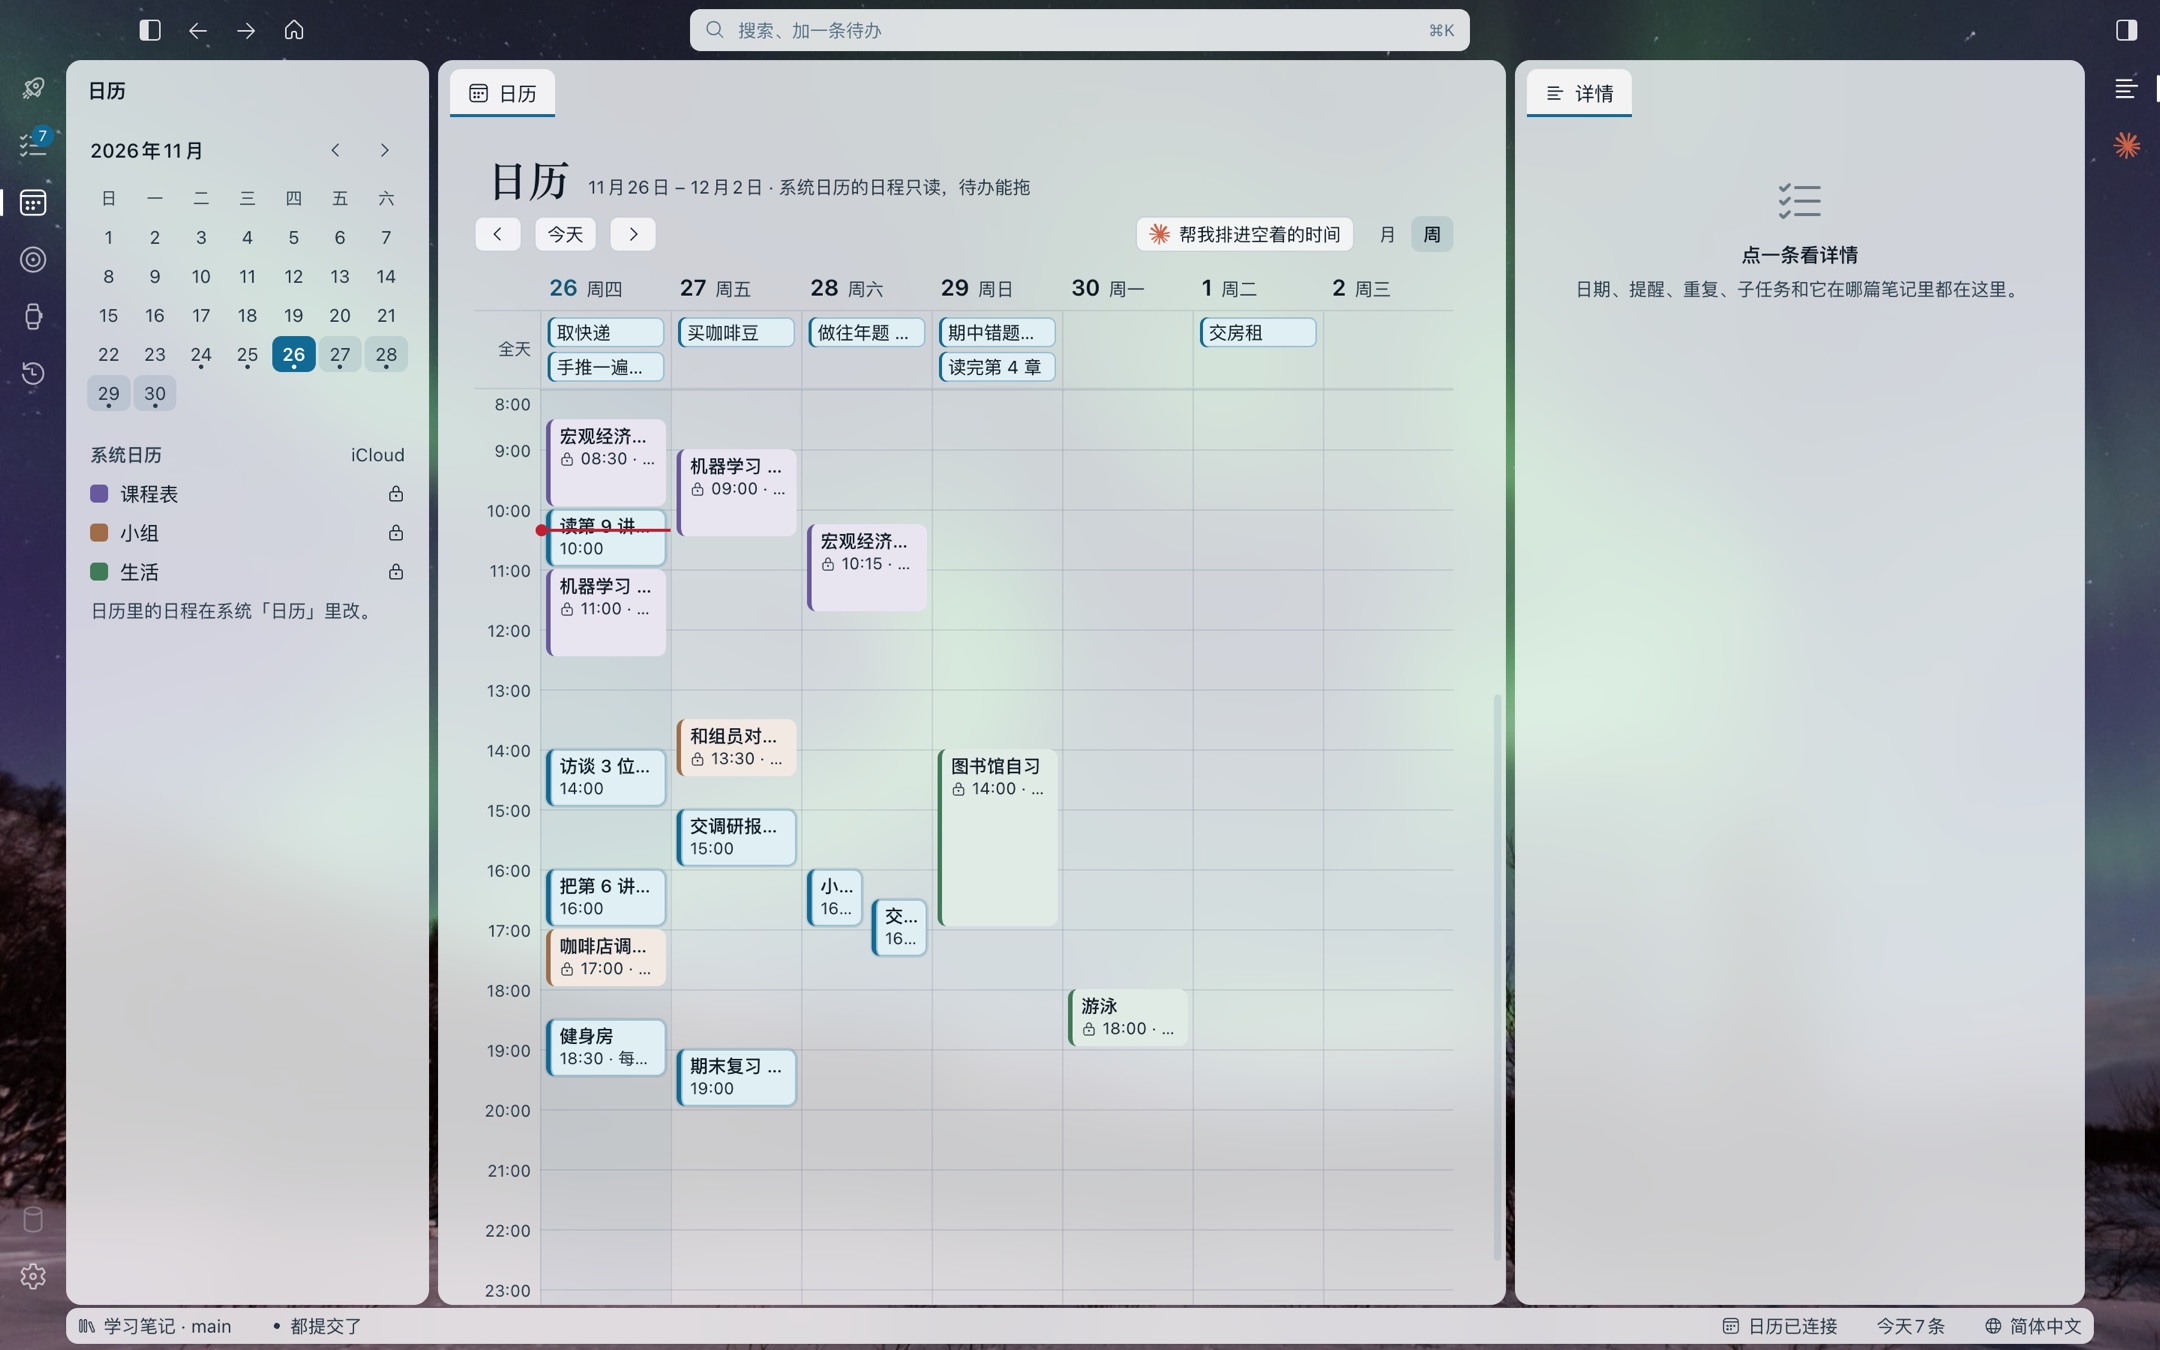 搜索、加一条待办
⌘K
7
日历
2026年11月
日 一 二 三 四 五 六
1 2 3 4 5 6 7
8 9 10 11 12 13 14
15 16 17 18 19 20 21
22 23 24 25 26 27 28
29 30
系统日历 iCloud
课程表
小组
生活
日历里的日程在系统「日历」里改。
日历
日历 11月26日 – 12月2日 · 系统日历的日程只读，待办能拖
今天
帮我排进空着的时间
月
周
26 周四
27 周五
28 周六
29 周日
30 周一
1 周二
2 周三
全天
取快递
手推一遍...
买咖啡豆
做往年题 ...
期中错题...
读完第 4 章
交房租
8:00
9:00
10:00
11:00
12:00
13:00
14:00
15:00
16:00
17:00
18:00
19:00
20:00
21:00
22:00
23:00
宏观经济...
08:30 · ...
读第 9 讲...
10:00
机器学习 ...
11:00 · ...
访谈 3 位...
14:00
把第 6 讲...
16:00
咖啡店调...
17:00 · ...
健身房
18:30 · 每...
机器学习 ...
09:00 · ...
和组员对...
13:30 · ...
交调研报...
15:00
期末复习 ...
19:00
宏观经济...
10:15 · ...
小...
16...
交...
16...
图书馆自习
14:00 · ...
游泳
18:00 · ...
详情
点一条看详情
日期、提醒、重复、子任务和它在哪篇笔记里都在这里。
学习笔记 · main
• 都提交了
日历已连接
今天7条
简体中文